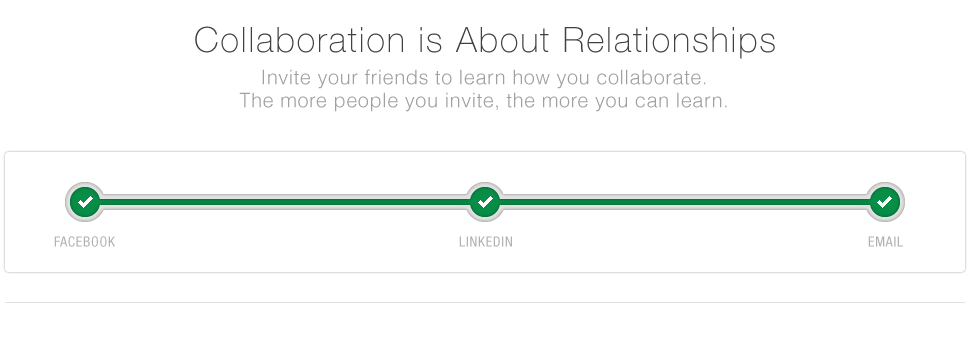 Collaboration is About Relationships
Invite your friends to learn how you collaborate.
The more people you invite, the more you can learn.
FACEBOOK
LINKEDIN
EMAIL